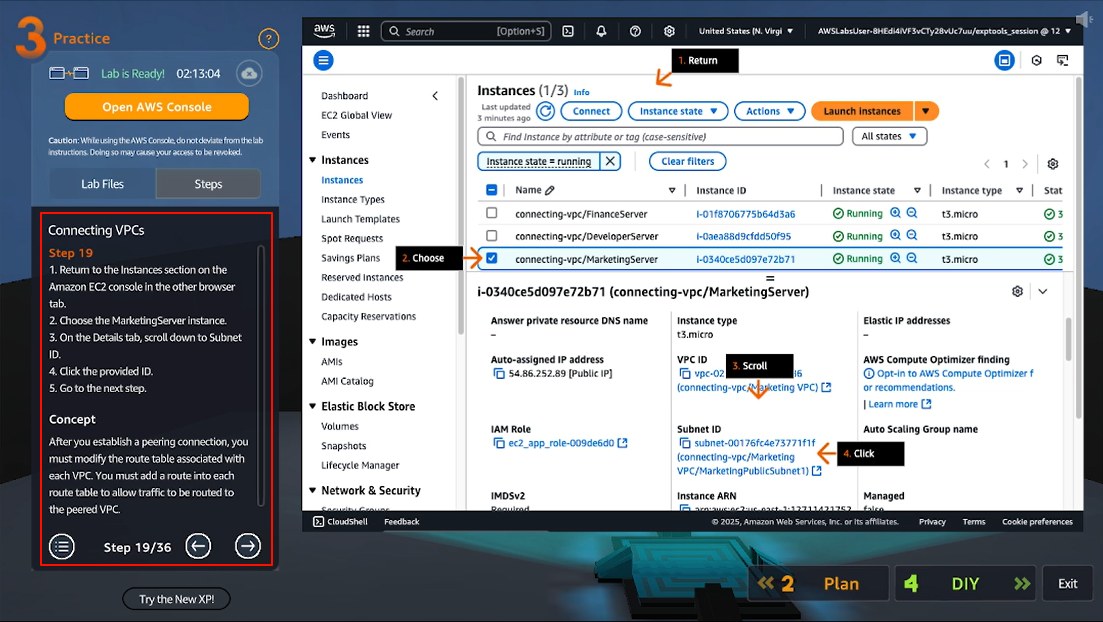 3 Practice
?
Lab is Ready! 02:13:04
Open AWS Console
Caution: While using the AWS Console, do not deviate from the lab
instructions. Doing so may cause your access to be revoked.
Lab Files
Steps
Connecting VPCs
Step 19
1. Return to the Instances section on the
Amazon EC2 console in the other browser
tab.
2. Choose the MarketingServer instance.
3. On the Details tab, scroll down to Subnet
ID.
4. Click the provided ID.
5. Go to the next step.
Concept
After you establish a peering connection, you
must modify the route table associated with
each VPC. You must add a route into each
route table to allow traffic to be routed to
the peered VPC.
Step 19/36
Try the New XP!
aws
Search [Option+S]
United States (N. Virgi
AWSLabsUser-8HEdi4iVF3vCTy28vUc7uu/exptools_session @ 12
1. Return
Dashboard
EC2 Global View
Events
Instances
Instances
Instance Types
Launch Templates
Spot Requests
Savings Plans
Reserved Instances
Dedicated Hosts
Capacity Reservations
Images
AMIs
AMI Catalog
Elastic Block Store
Volumes
Snapshots
Lifecycle Manager
Network & Security
Security Groups
Instances (1/3) Info
Last updated
3 minutes ago
Connect
Instance state
Actions
Launch instances
Find Instance by attribute or tag (case-sensitive)
All states
Instance state = running
Clear filters
1
Name
Instance ID
Instance state
Instance type
Stat
connecting-vpc/FinanceServer i-01f8706775b64d3a6 Running t3.micro 3
connecting-vpc/DeveloperServer i-0aea88d9cfdd50f95 Running t3.micro 3
2. Choose
connecting-vpc/MarketingServer i-0340ce5d097e72b71 Running t3.micro 3
i-0340ce5d097e72b71 (connecting-vpc/MarketingServer)
Answer private resource DNS name
–
Instance type
t3.micro
Elastic IP addresses
–
Auto-assigned IP address
54.86.252.89 [Public IP]
VPC ID
vpc-02
(connecting-vpc/Marketing VPC)
3. Scroll
AWS Compute Optimizer finding
Opt-in to AWS Compute Optimizer f
or recommendations.
| Learn more
IAM Role
ec2_app_role-009de6d0
Subnet ID
subnet-00176fc4e73771f1f
(connecting-vpc/Marketing
VPC/MarketingPublicSubnet1)
4. Click
Auto Scaling Group name
–
IMDSv2
Required
Instance ARN
arn:aws:ec2:us-east-1:12711421752
Managed
false
CloudShell
Feedback
© 2025, Amazon Web Services, Inc. or its affiliates.
Privacy
Terms
Cookie preferences
2 Plan
4 DIY
Exit